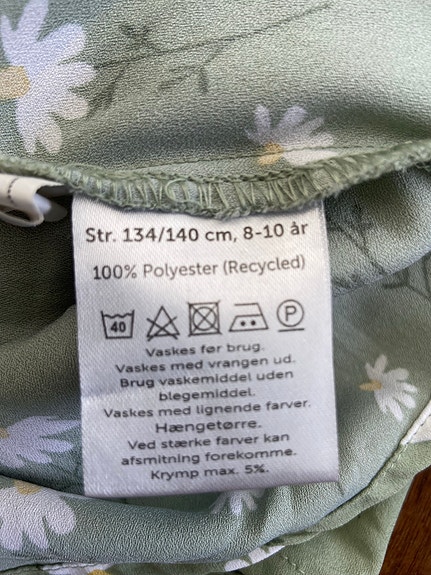 Str. 134/140 cm, 8-10 år
100% Polyester (Recycled)
40 P
Vaskes før brug.
Vaskes med vrangen ud.
Brug vaskemiddel uden
blegemiddel.
Vaskes med lignende farver.
Hængetørre.
Ved stærke farver kan
afsmitning forekomme.
Krymp max. 5%.